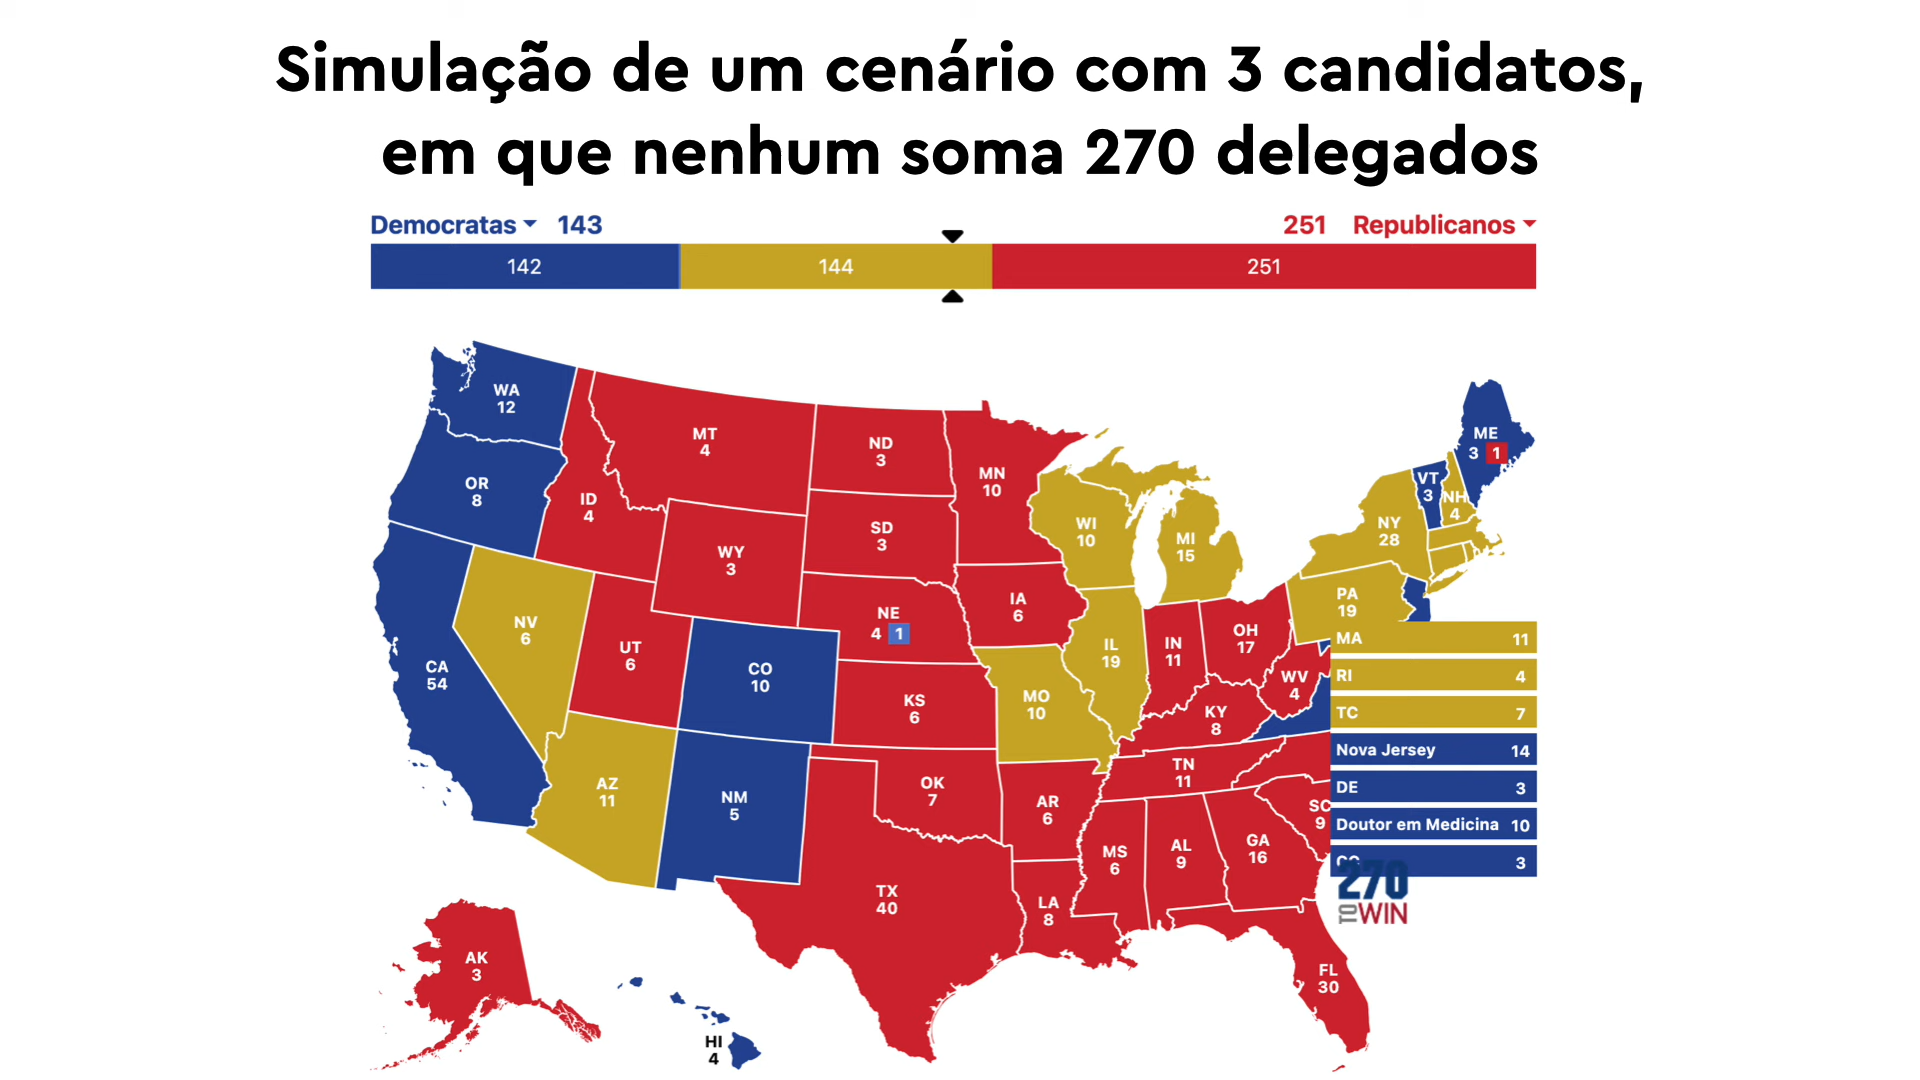 Simulação de um cenário com 3 candidatos,
em que nenhum soma 270 delegados
Democratas 143
251 Republicanos
142 144 251
WA
12
OR
8
CA
54
NV
6
ID
4
MT
4
WY
3
UT
6
AZ
11
CO
10
NM
5
ND
3
SD
3
NE
4 1
KS
6
OK
7
TX
40
MN
10
IA
6
MO
10
AR
6
LA
8
WI
10
IL
19
MI
15
IN
11
OH
17
KY
8
TN
11
MS
6
AL
9
GA
16
FL
30
SC
9
WV
4
PA
19
NY
28
VT
3
NH
4
ME
3 1
MA 11
RI 4
TC 7
Nova Jersey 14
DE 3
Doutor em Medicina 10
3
270
TO WIN
AK
3
HI
4